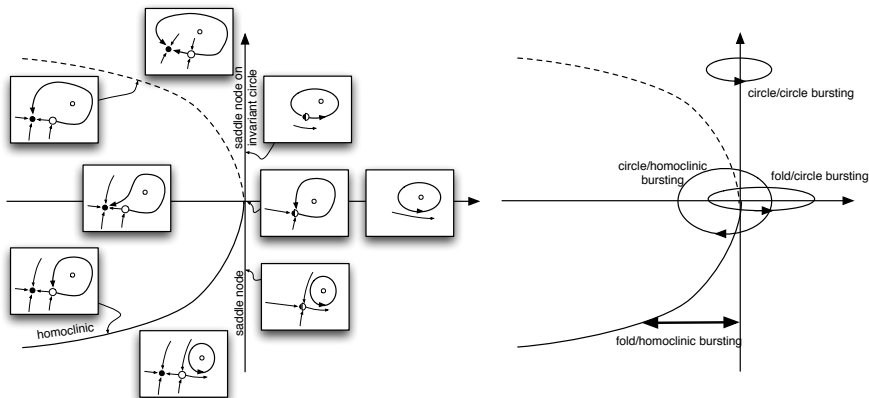 saddle node on
invariant circle
saddle node
homoclinic
circle/circle bursting
circle/homoclinic
bursting
fold/circle bursting
fold/homoclinic bursting